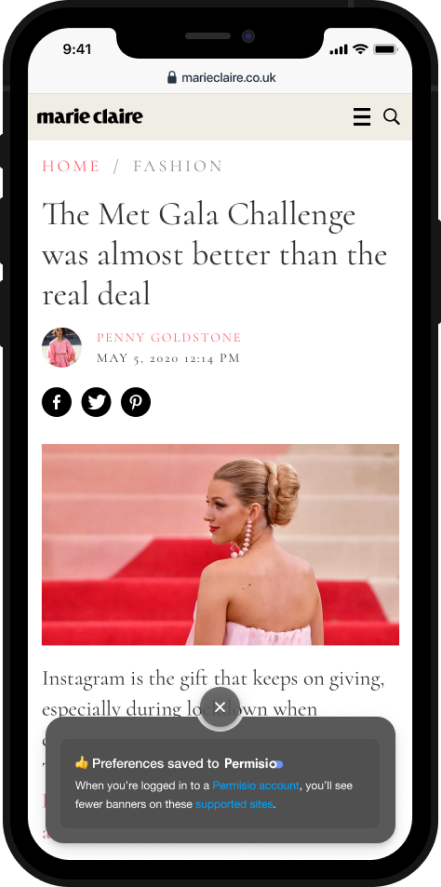 9:41
marieclaire.co.uk
marie claire
HOME / FASHION
The Met Gala Challenge
was almost better than the
real deal
PENNY GOLDSTONE
MAY 5, 2020 12:14 PM
Instagram is the gift that keeps on giving,
especially during lockdown when
👍 Preferences saved to Permisio
When you're logged in to a Permisio account, you'll see
fewer banners on these supported sites.